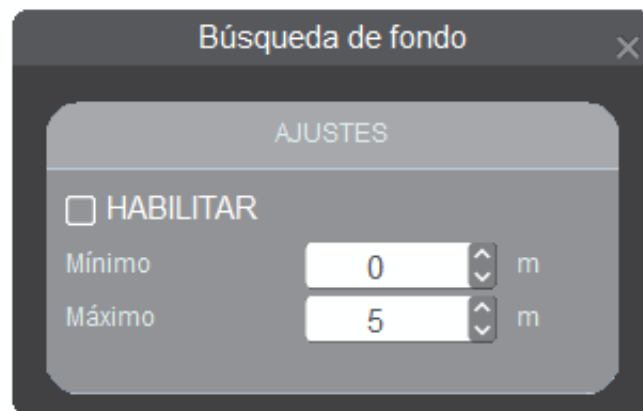 Búsqueda de fondo
AJUSTES
HABILITAR
Mínimo 0 m
Máximo 5 m